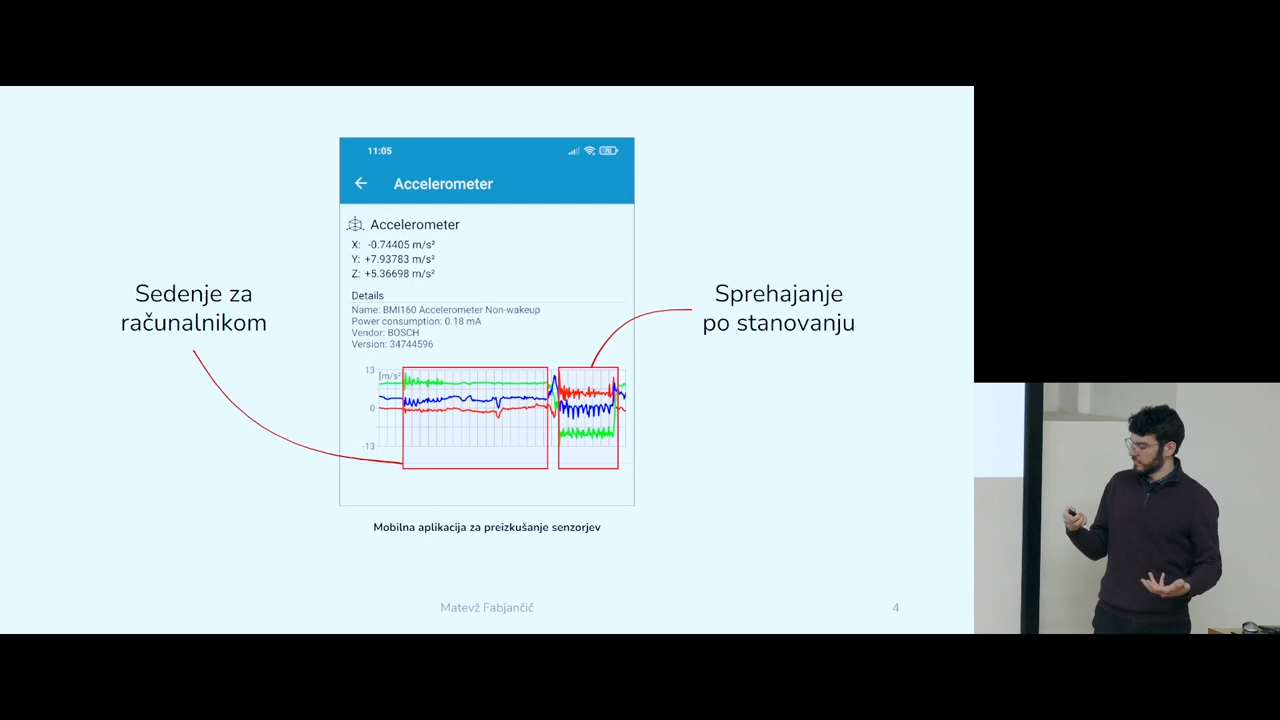 11:05
Accelerometer
Accelerometer
X: -0.74405 m/s²
Y: +7.93783 m/s²
Z: +5.36698 m/s²
Details
Name: BMI160 Accelerometer Non-wakeup
Power consumption: 0.18 mA
Vendor: BOSCH
Version: 34744596
13
[m/s²
0
-13
Sedenje za
računalnikom
Sprehajanje
po stanovanju
Mobilna aplikacija za preizkušanje senzorjev
Matevž Fabjančič
4